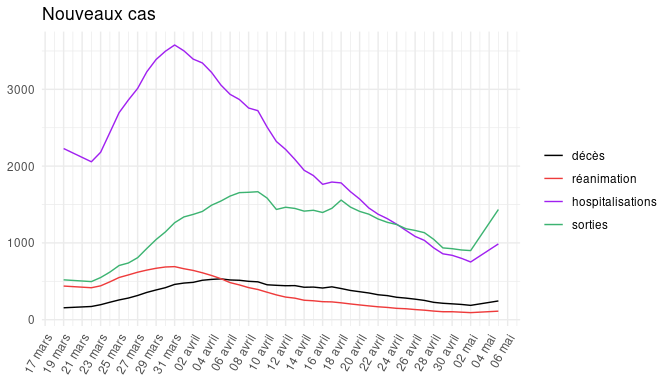 Nouveaux cas
3000
2000
1000
0
17 mars
19 mars
21 mars
23 mars
25 mars
27 mars
29 mars
31 mars
02 avril
04 avril
06 avril
08 avril
10 avril
12 avril
14 avril
16 avril
18 avril
20 avril
22 avril
24 avril
26 avril
28 avril
30 avril
02 mai
04 mai
06 mai
décès
réanimation
hospitalisations
sorties